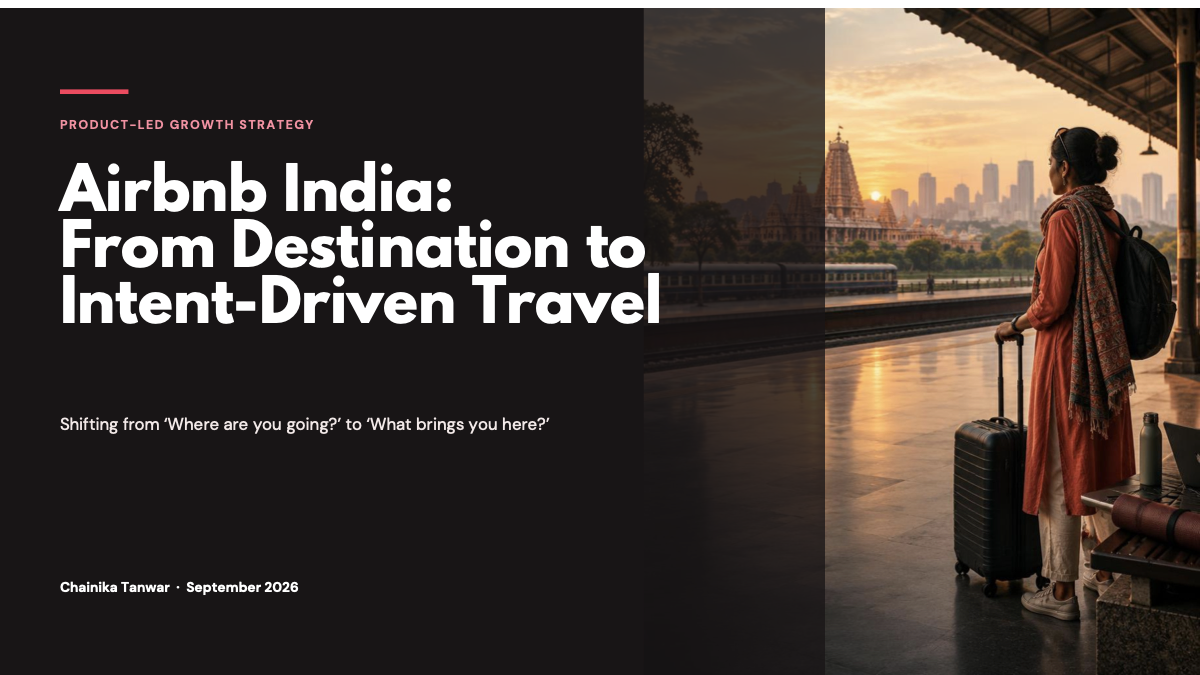 PRODUCT-LED GROWTH STRATEGY
Airbnb India:
From Destination to
Intent-Driven Travel
Shifting from ‘Where are you going?’ to ‘What brings you here?’
Chainika Tanwar · September 2026